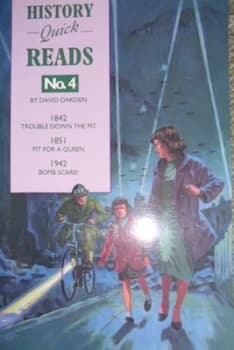 HISTORY
Quick
READS
No. 4
BY DAVID OAKDEN
1842
TROUBLE DOWN THE PIT
1851
FIT FOR A QUEEN
1942
BOMB SCARE!